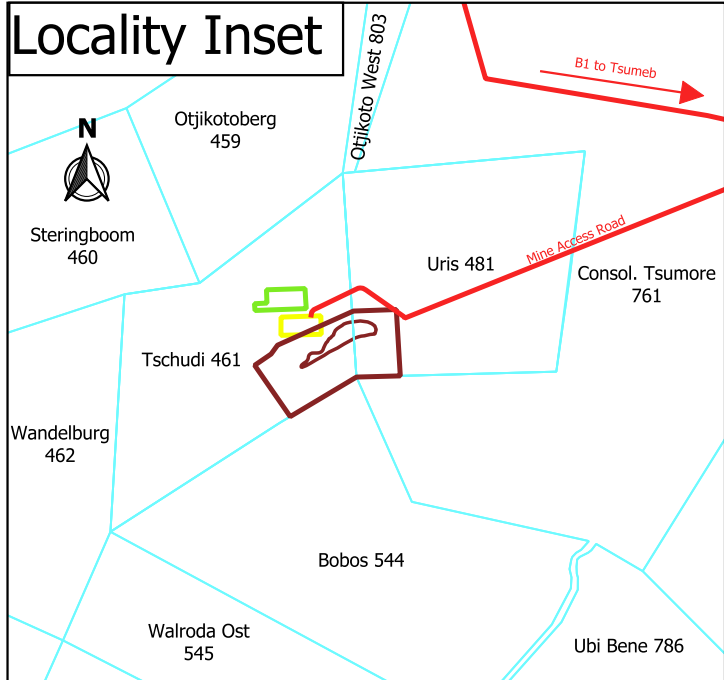 Locality Inset
Otjikoto West 803
B1 to Tsumeb
Otjikotoberg
459
N
Steringboom
460
Mine Access Road
Uris 481
Consol. Tsumore
761
Tschudi 461
Wandelburg
462
Bobos 544
Walroda Ost
545
Ubi Bene 786